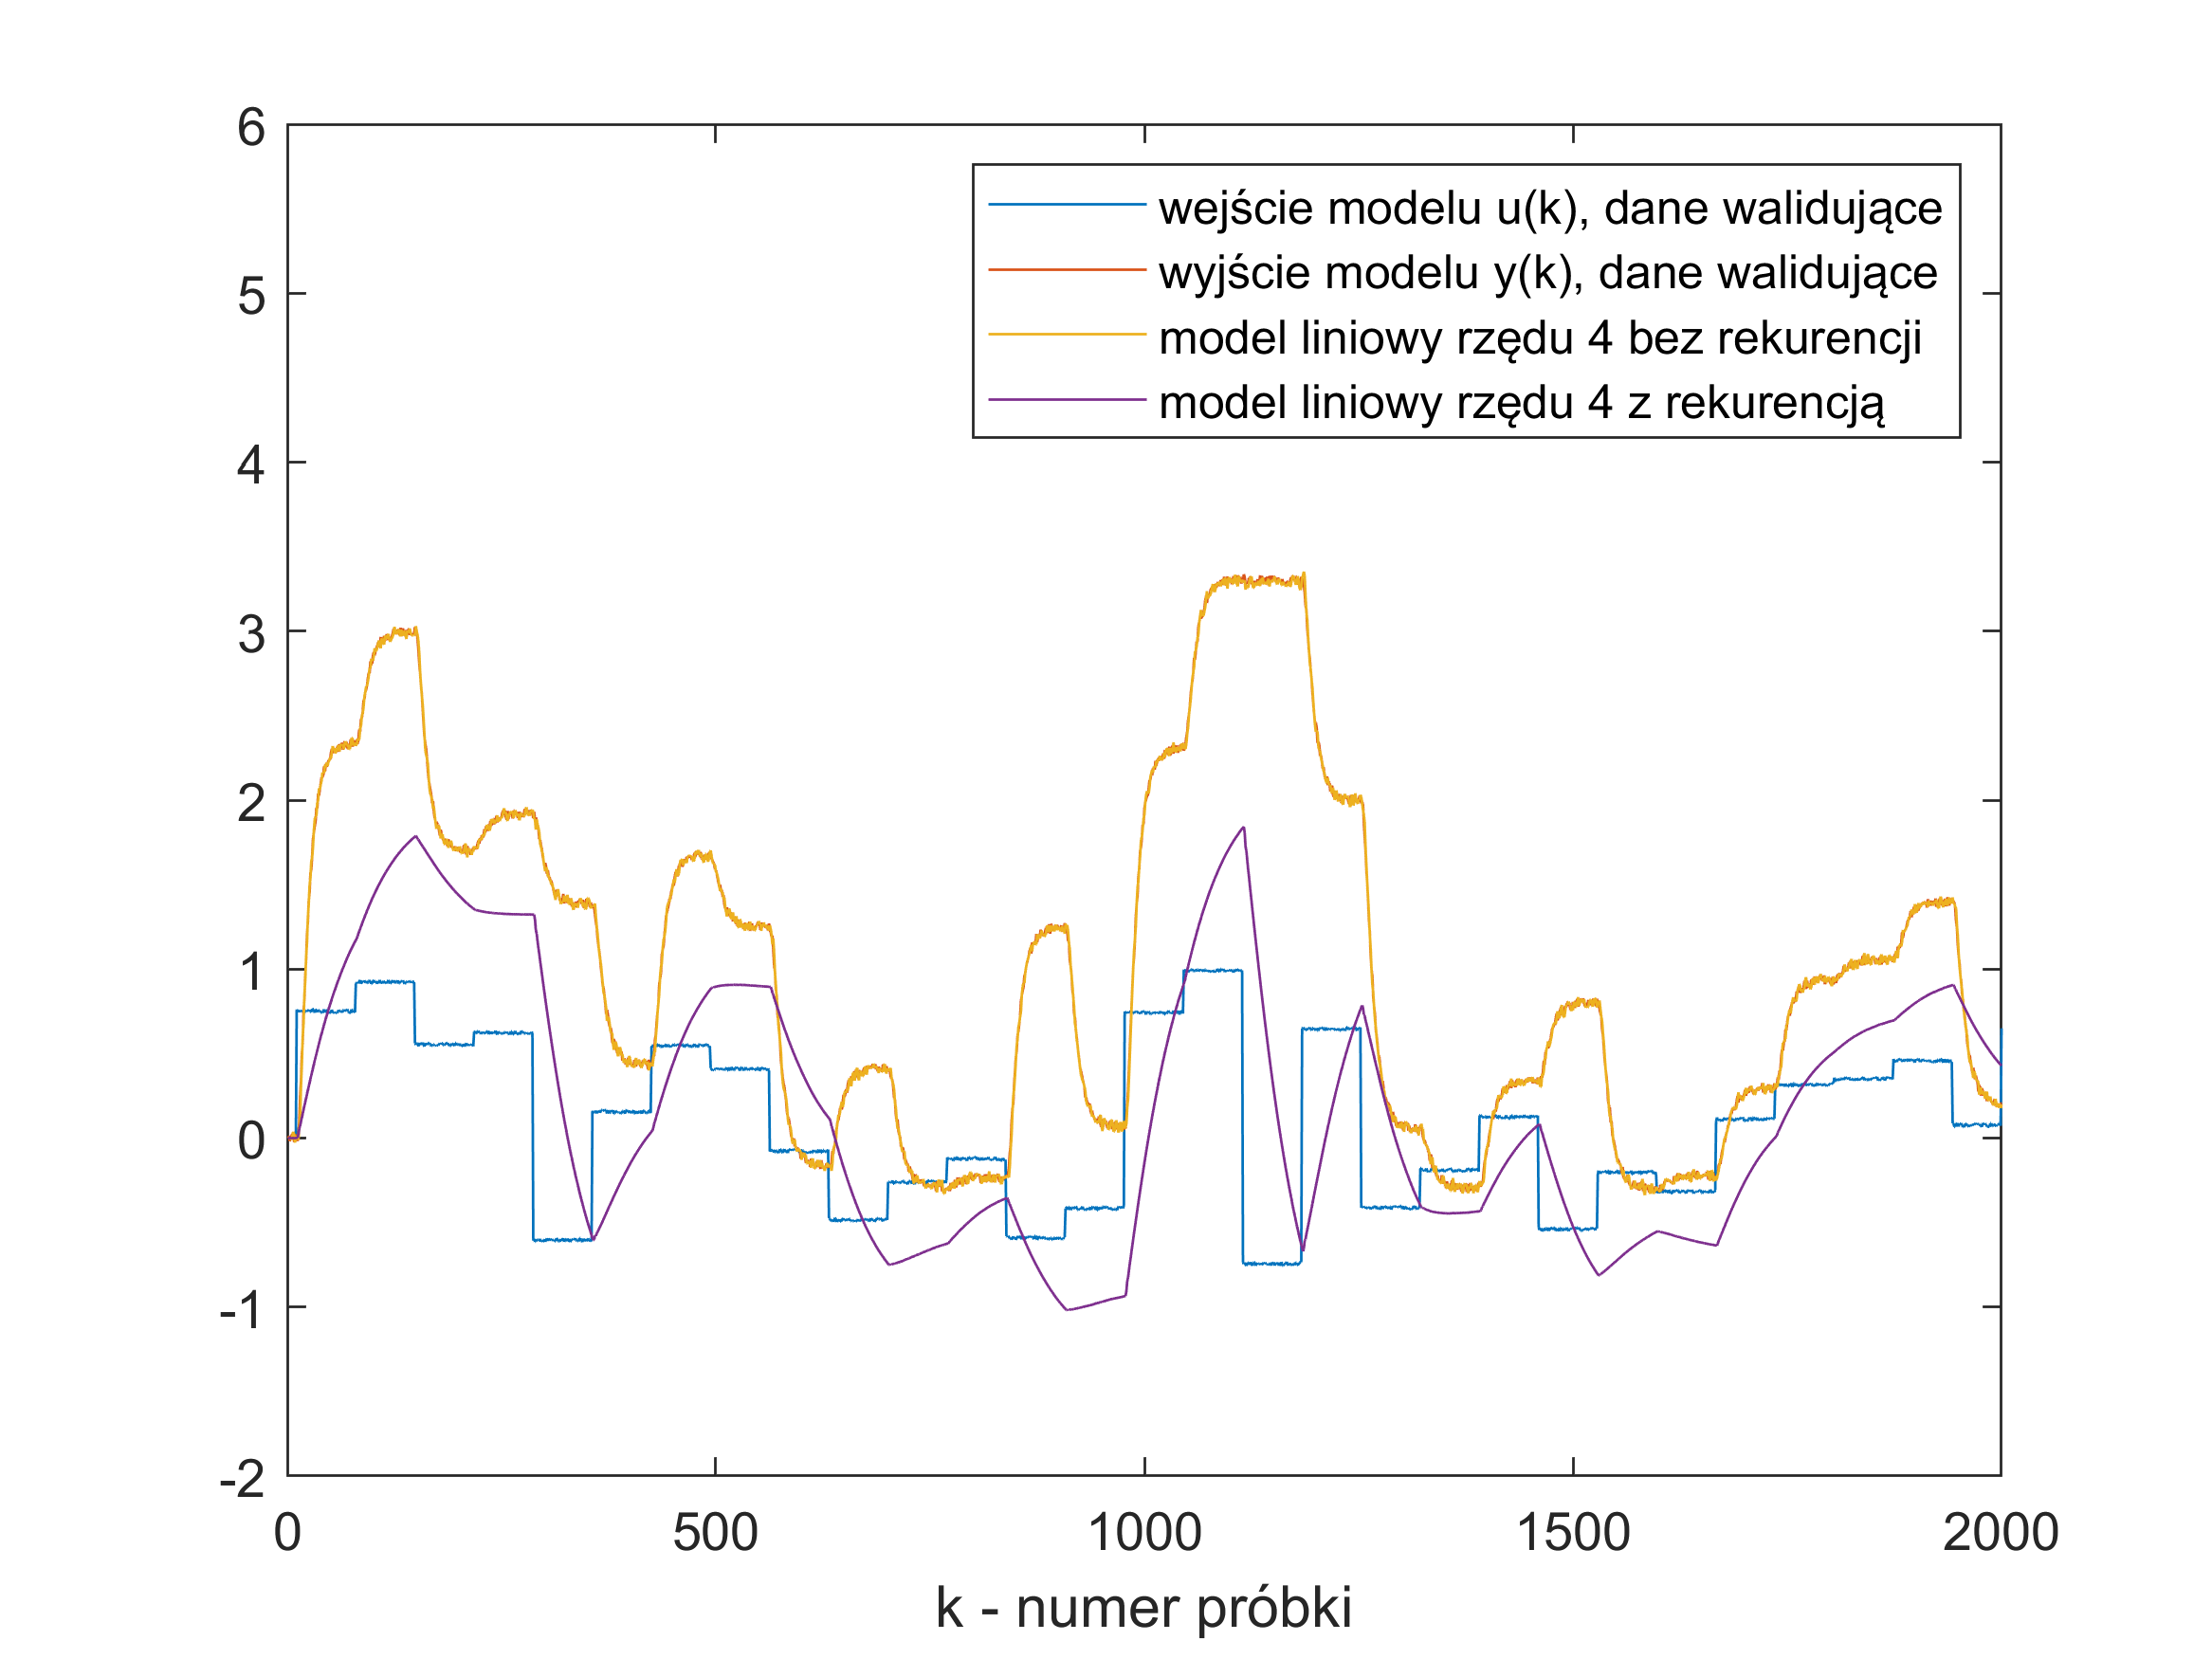 6
5
4
3
2
1
0
-1
-2
wejście modelu u(k), dane walidujące
wyjście modelu y(k), dane walidujące
model liniowy rzędu 4 bez rekurencji
model liniowy rzędu 4 z rekurencją
0 500 1000 1500 2000
k - numer próbki